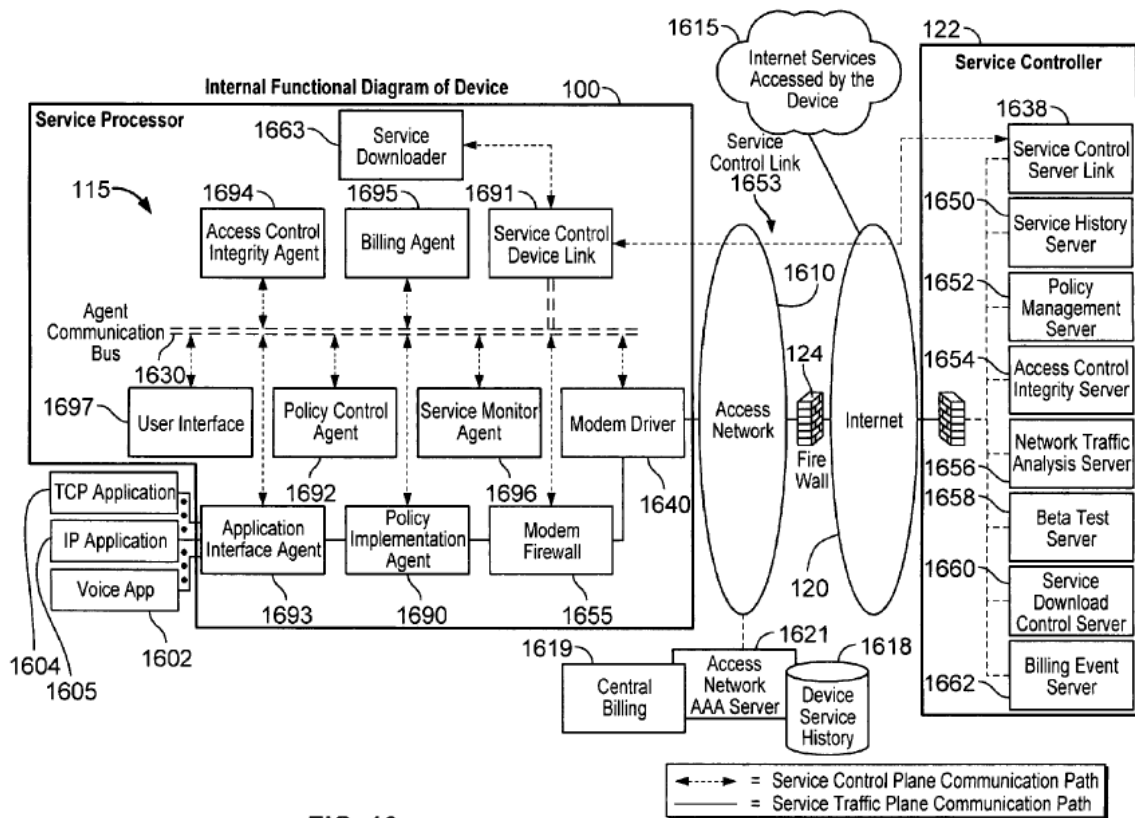 1615
122
Internet Services
Accessed by the
Device
Service Controller
Internal Functional Diagram of Device
100
Service Processor
1663
Service
Downloader
Service
Control Link
1653
1638
Service Control
Server Link
115
1694
Access Control
Integrity Agent
1695
Billing Agent
1691
Service Control
Device Link
1650
Service History
Server
1610
1652
Policy
Management
Server
Agent
Communication
Bus
1630
124
1654
Access Control
Integrity Server
1697
User Interface
Policy Control
Agent
Service Monitor
Agent
Modem Driver
Access
Network
Internet
Fire
Wall
1656
Network Traffic
Analysis Server
1692
1696
1640
1658
Beta Test
Server
TCP Application
IP Application
Voice App
Application
Interface Agent
Policy
Implementation
Agent
Modem
Firewall
120
1660
Service
Download
Control Server
1693
1690
1655
1604
1605
1602
1619
Central
Billing
1621
Access
Network
AAA Server
1618
Device
Service
History
1662
Billing Event
Server
= Service Control Plane Communication Path
= Service Traffic Plane Communication Path